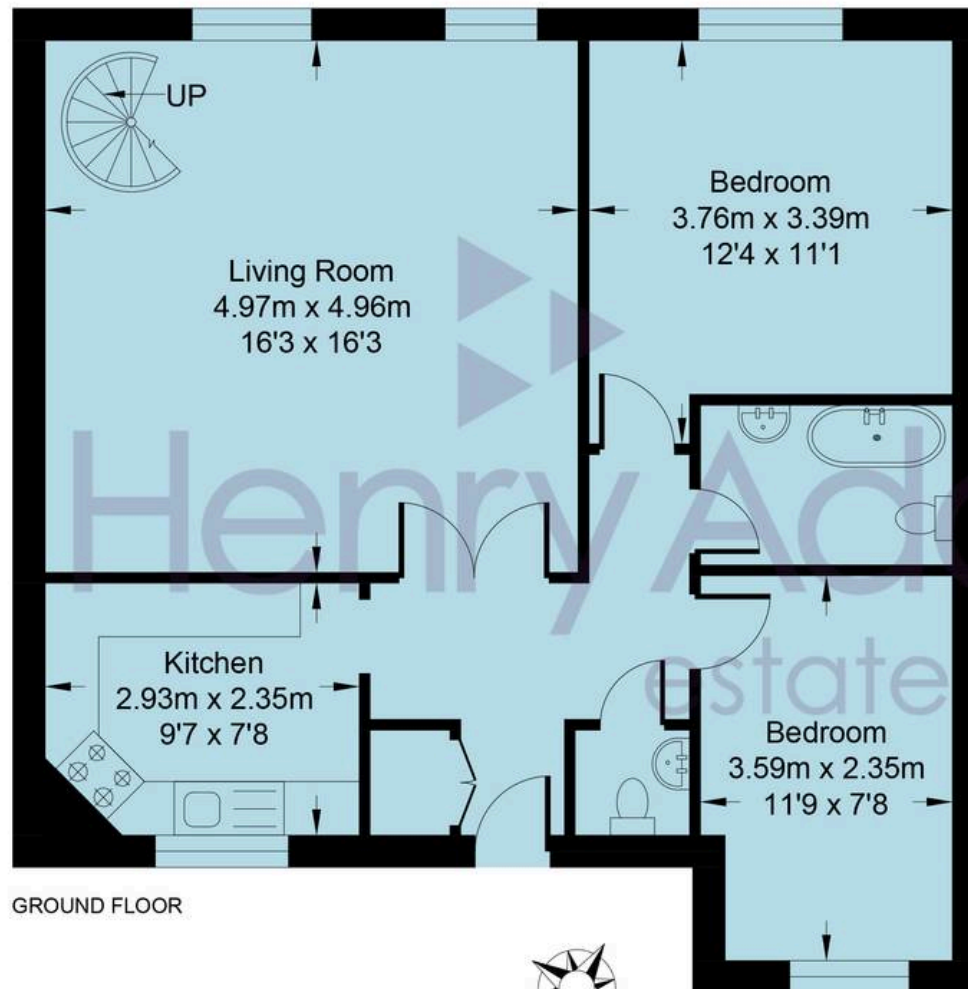 UP
Living Room
4.97m x 4.96m
16'3 x 16'3
Bedroom
3.76m x 3.39m
12'4 x 11'1
Kitchen
2.93m x 2.35m
9'7 x 7'8
Bedroom
3.59m x 2.35m
11'9 x 7'8
GROUND FLOOR
Henry Ad
estate